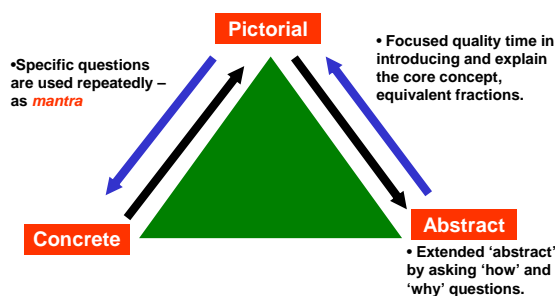 Pictorial
•Specific questions
are used repeatedly –
as mantra
• Focused quality time in
introducing and explain
the core concept,
equivalent fractions.
Concrete
Abstract
• Extended ‘abstract’
by asking ‘how’ and
‘why’ questions.